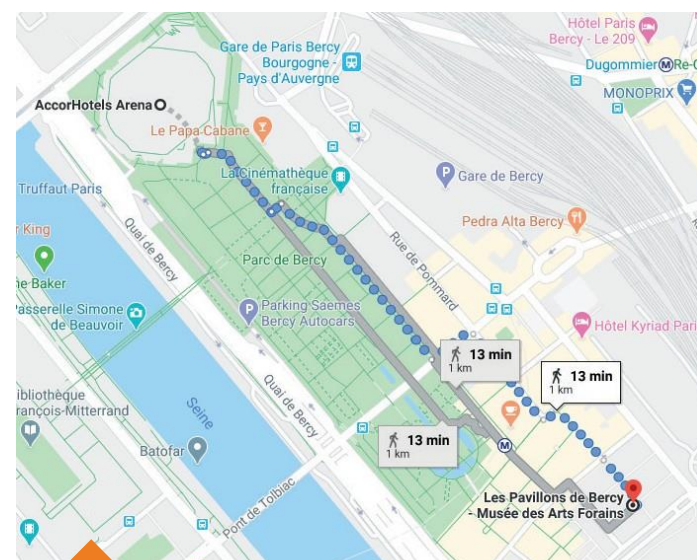 Hôtel Paris
Bercy - Le 209
Gare de Paris Bercy
Bourgogne -
Pays d'Auvergne
Dugommier
MONOPRIX
AccorHotels Arena
Le Papa Cabane
La Cinémathèque
française
Gare de Bercy
Truffaut Paris
Quai de Bercy
Rue de Pommard
Pedra Alta Bercy
King
Parc de Bercy
Baker
Passerelle Simone
de Beauvoir
Parking Saemes
Bercy Autocars
Hôtel Kyriad Pari
13 min
1 km
13 min
1 km
Quai de Bercy
13 min
1 km
Seine
Batofar
Pont de Tolbiac
Les Pavillons de Bercy
- Musée des Arts Forains